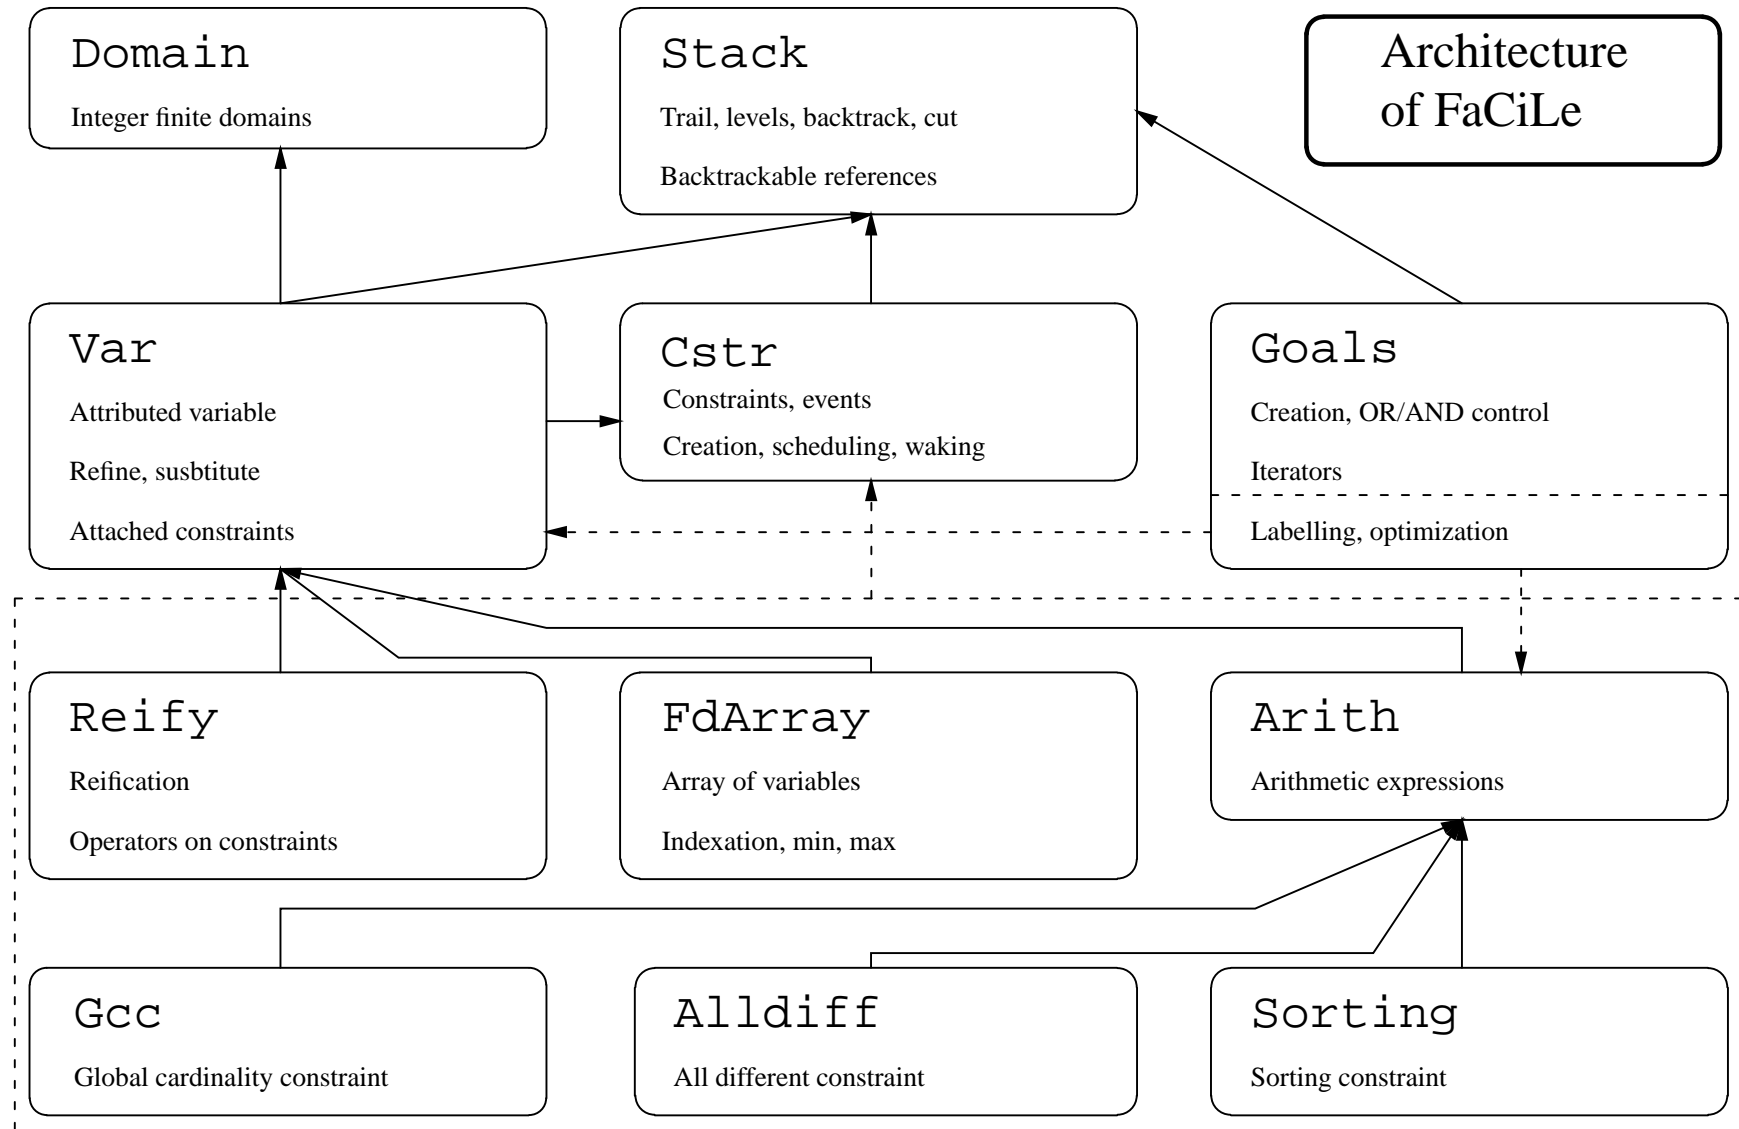 Domain
Integer finite domains
Stack
Trail, levels, backtrack, cut
Backtrackable references
Architecture
of FaCiLe
Var
Attributed variable
Refine, susbtitute
Attached constraints
Cstr
Constraints, events
Creation, scheduling, waking
Goals
Creation, OR/AND control
Iterators
Labelling, optimization
Reify
Reification
Operators on constraints
FdArray
Array of variables
Indexation, min, max
Arith
Arithmetic expressions
Gcc
Global cardinality constraint
Alldiff
All different constraint
Sorting
Sorting constraint